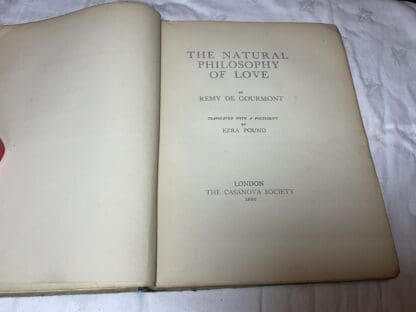 THE NATURAL
PHILOSOPHY
OF LOVE
BY
REMY DE GOURMONT
TRANSLATED WITH A POSTSCRIPT
BY
EZRA POUND
LONDON
THE CASANOVA SOCIETY